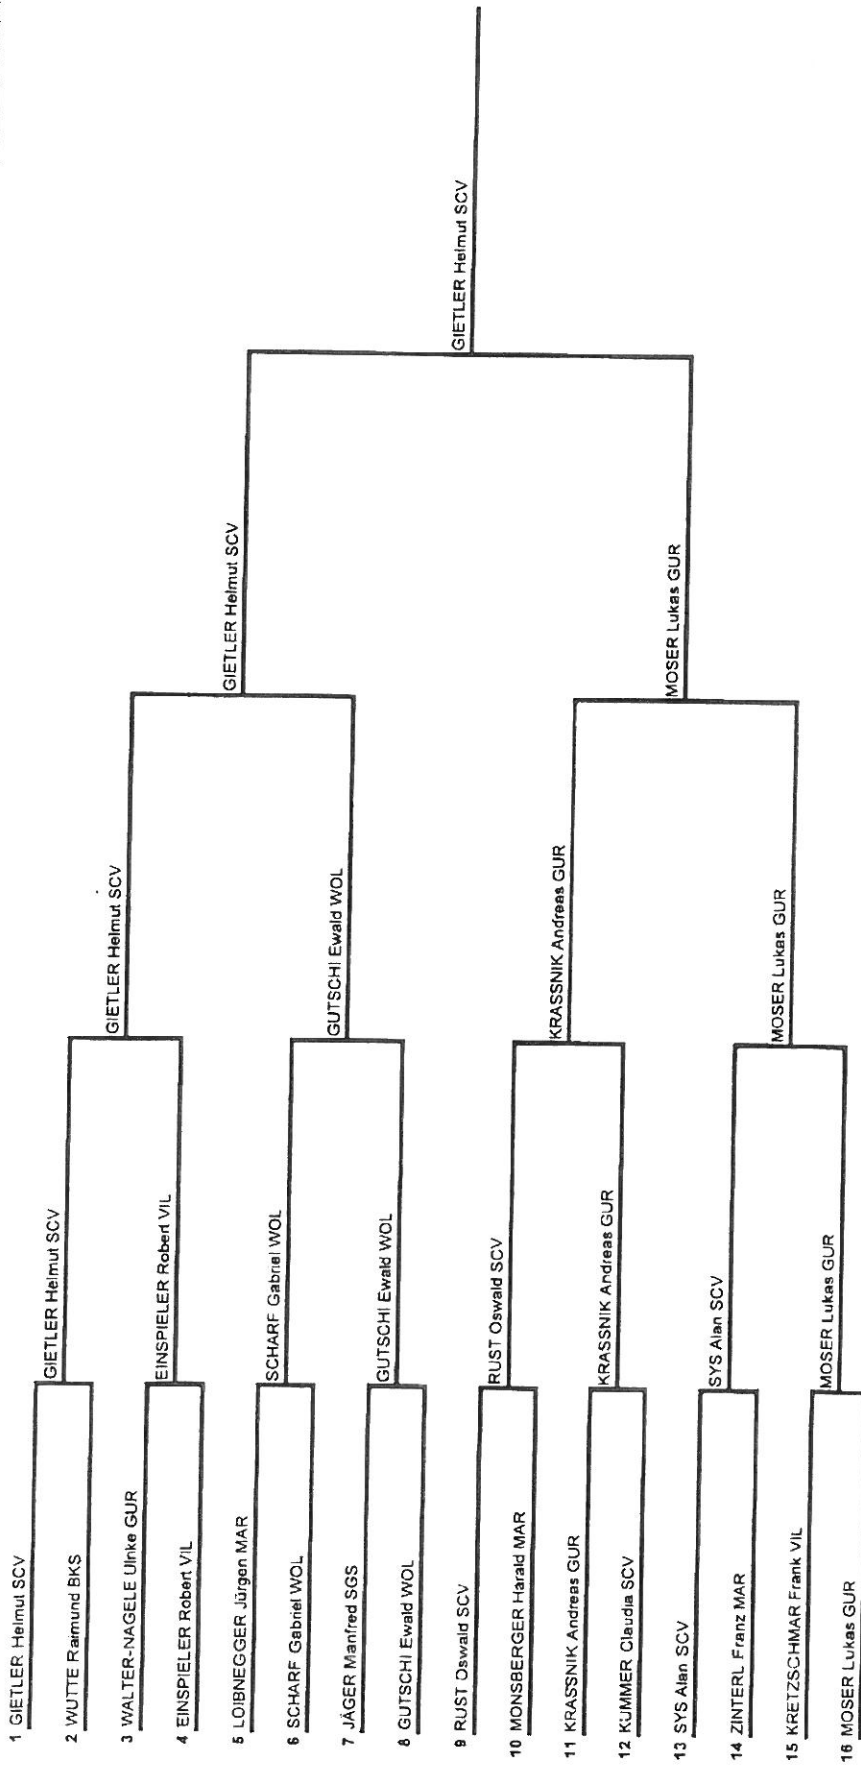 1 GIETLER Helmut SCV
2 WUTTE Raimund BKS
3 WALTER-NAGELE Ulrike GUR
4 EINSPIELER Robert VIL
5 LOIBNEGGER Jürgen MAR
6 SCHARF Gabriel WOL
7 JÄGER Manfred SGS
8 GUTSCHI Ewald WOL
9 RUST Oswald SCV
10 MONSBERGER Harald MAR
11 KRASSNIK Andreas GUR
12 KUMMER Claudia SCV
13 SYS Alan SCV
14 ZINTERL Franz MAR
15 KRETZSCHMAR Frank VIL
16 MOSER Lukas GUR
GIETLER Helmut SCV
EINSPIELER Robert VIL
SCHARF Gabriel WOL
GUTSCHI Ewald WOL
RUST Oswald SCV
KRASSNIK Andreas GUR
SYS Alan SCV
MOSER Lukas GUR
GIETLER Helmut SCV
GUTSCHI Ewald WOL
KRASSNIK Andreas GUR
MOSER Lukas GUR
GIETLER Helmut SCV
MOSER Lukas GUR
GIETLER Helmut SCV